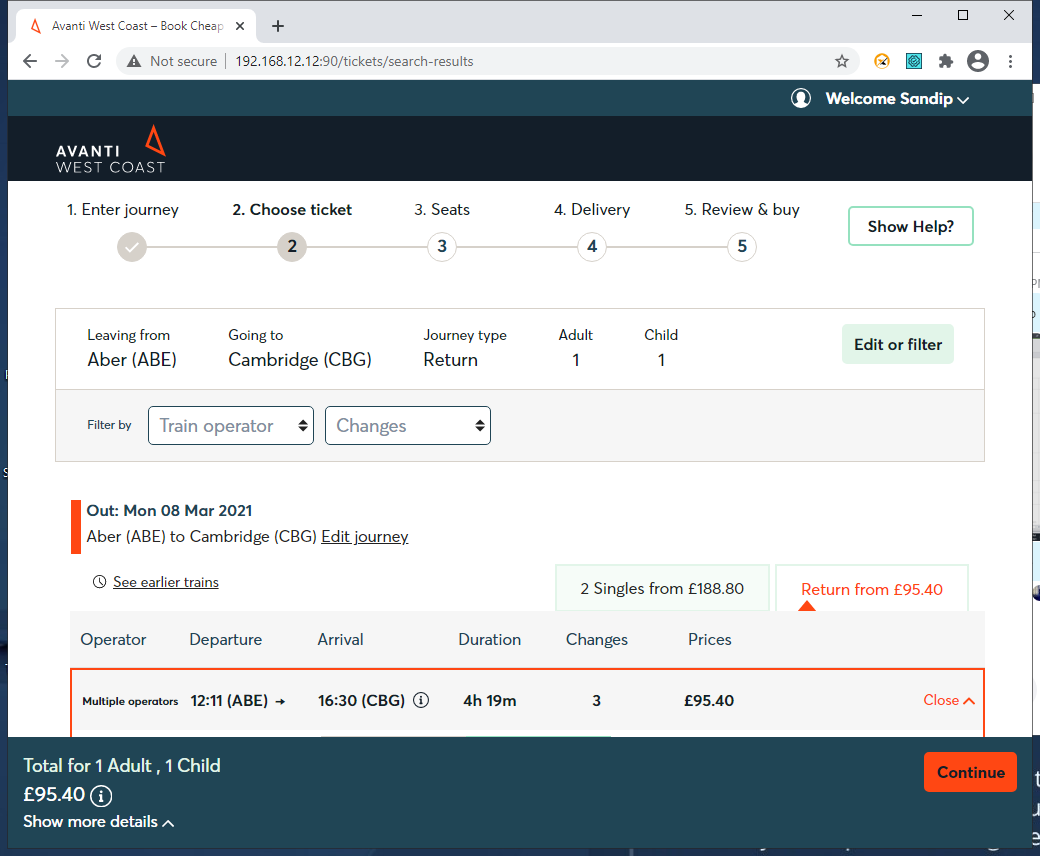 Avanti West Coast – Book Cheap
Not secure 192.168.12.12:90/tickets/search-results
Welcome Sandip
AVANTI
WEST COAST
1. Enter journey 2. Choose ticket 3. Seats 4. Delivery 5. Review & buy
Show Help?
2 3 4 5
Leaving from Going to Journey type Adult Child
Aber (ABE) Cambridge (CBG) Return 1 1
Edit or filter
Filter by Train operator Changes
Out: Mon 08 Mar 2021
Aber (ABE) to Cambridge (CBG) Edit journey
See earlier trains
2 Singles from £188.80 Return from £95.40
Operator Departure Arrival Duration Changes Prices
Multiple operators 12:11 (ABE) → 16:30 (CBG) 4h 19m 3 £95.40 Close
Total for 1 Adult , 1 Child
£95.40
Continue
Show more details